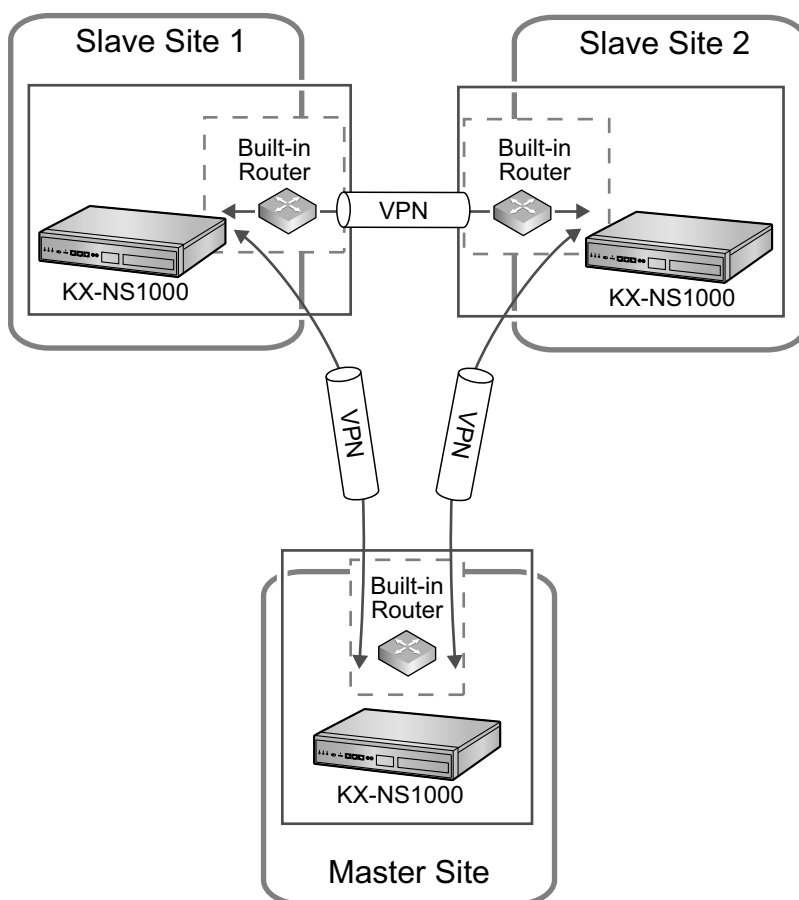 Slave Site 1
Slave Site 2
Built-in
Router
Built-in
Router
VPN
KX-NS1000
KX-NS1000
VPN
VPN
Built-in
Router
KX-NS1000
Master Site